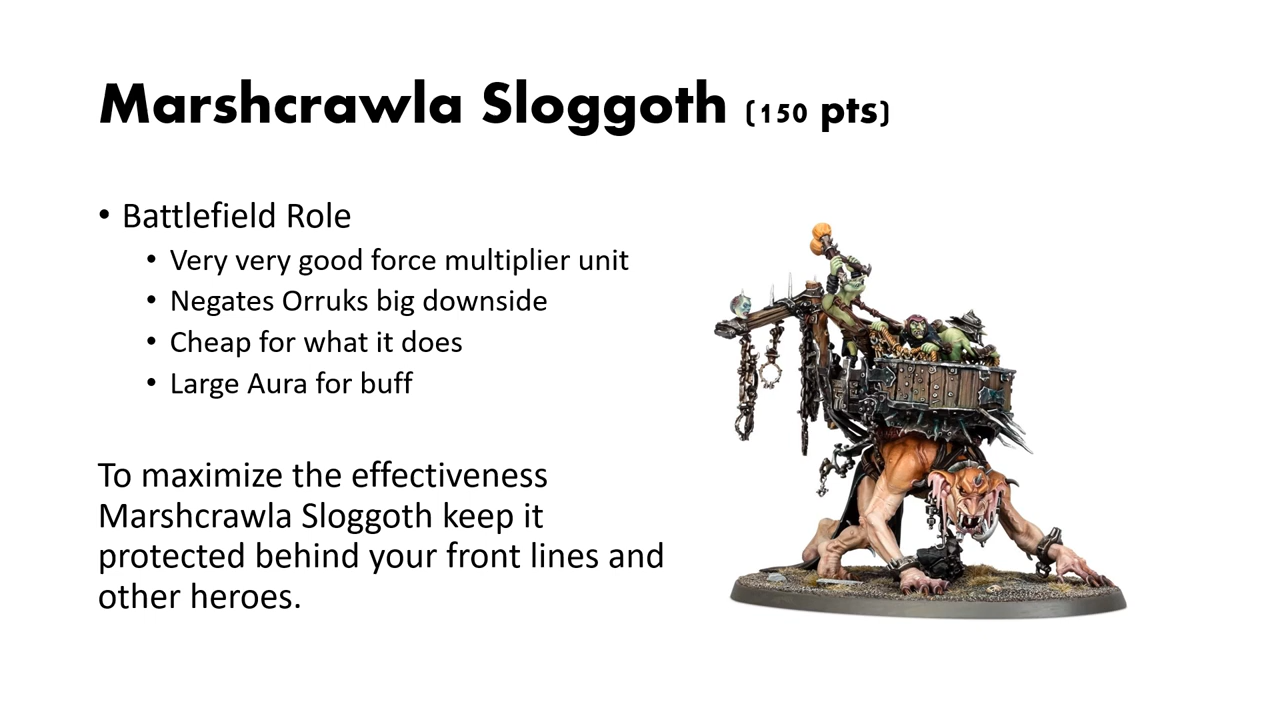 Marshcrawla Sloggoth (150 pts)
• Battlefield Role
• Very very good force multiplier unit
• Negates Orruks big downside
• Cheap for what it does
• Large Aura for buff
To maximize the effectiveness
Marshcrawla Sloggoth keep it
protected behind your front lines and
other heroes.